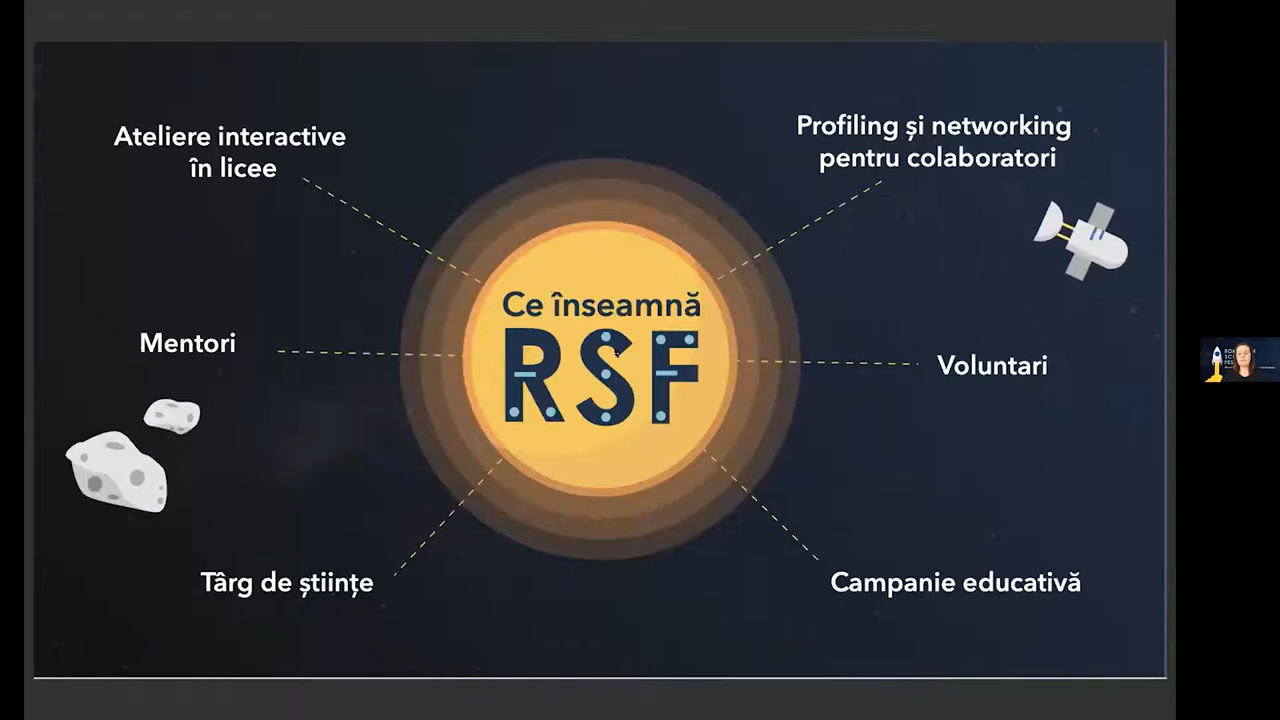 Ateliere interactive
în licee
Profiling și networking
pentru colaboratori
Ce înseamnă
RSF
Mentori
Voluntari
Târg de științe
Campanie educativă